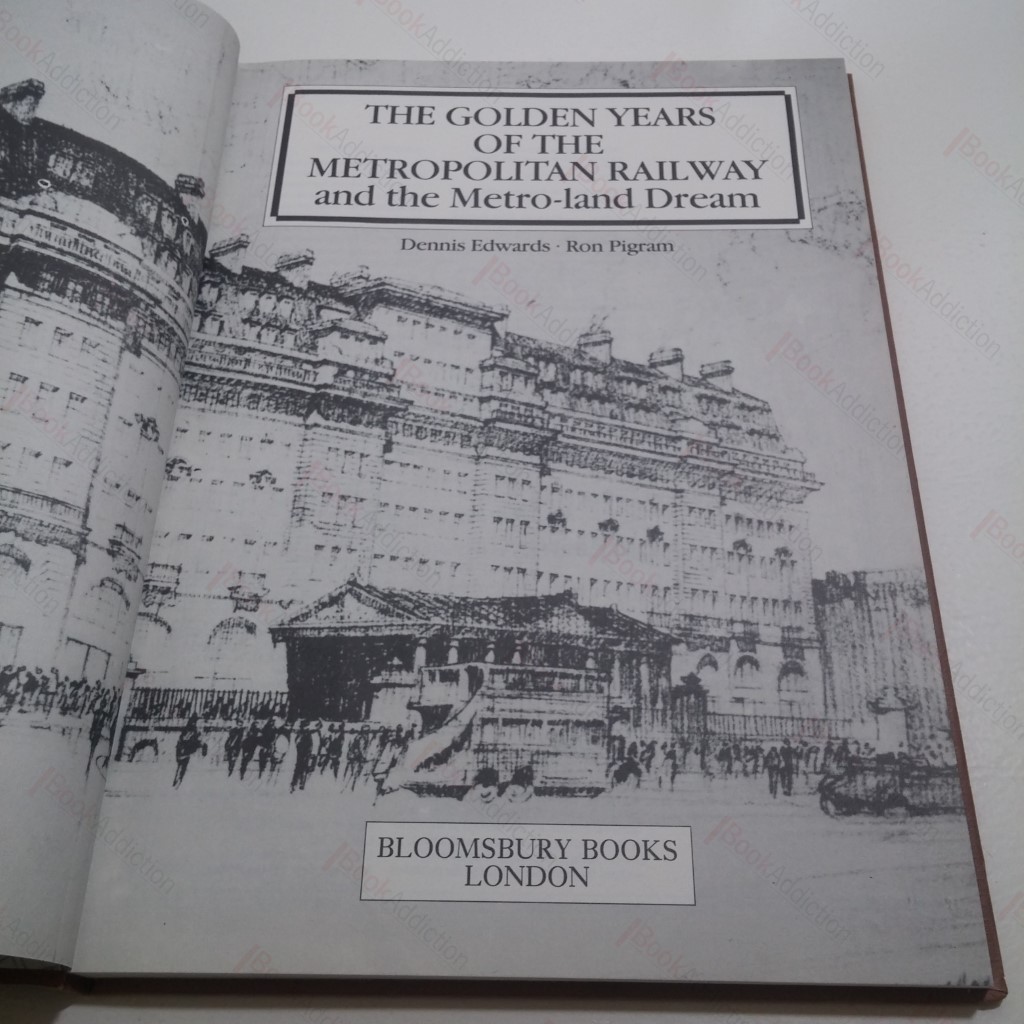 THE GOLDEN YEARS
OF THE
METROPOLITAN RAILWAY
and the Metro-land Dream
Dennis Edwards · Ron Pigram
BLOOMSBURY BOOKS
LONDON
BookAddiction